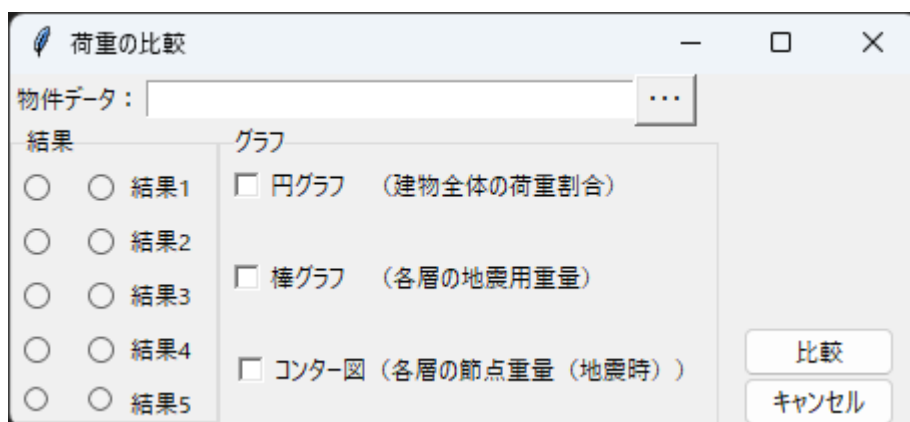 荷重の比較
物件データ： ...
結果
グラフ
結果1
結果2
結果3
結果4
結果5
円グラフ （建物全体の荷重割合）
棒グラフ （各層の地震用重量）
コンター図（各層の節点重量（地震時））
比較
キャンセル